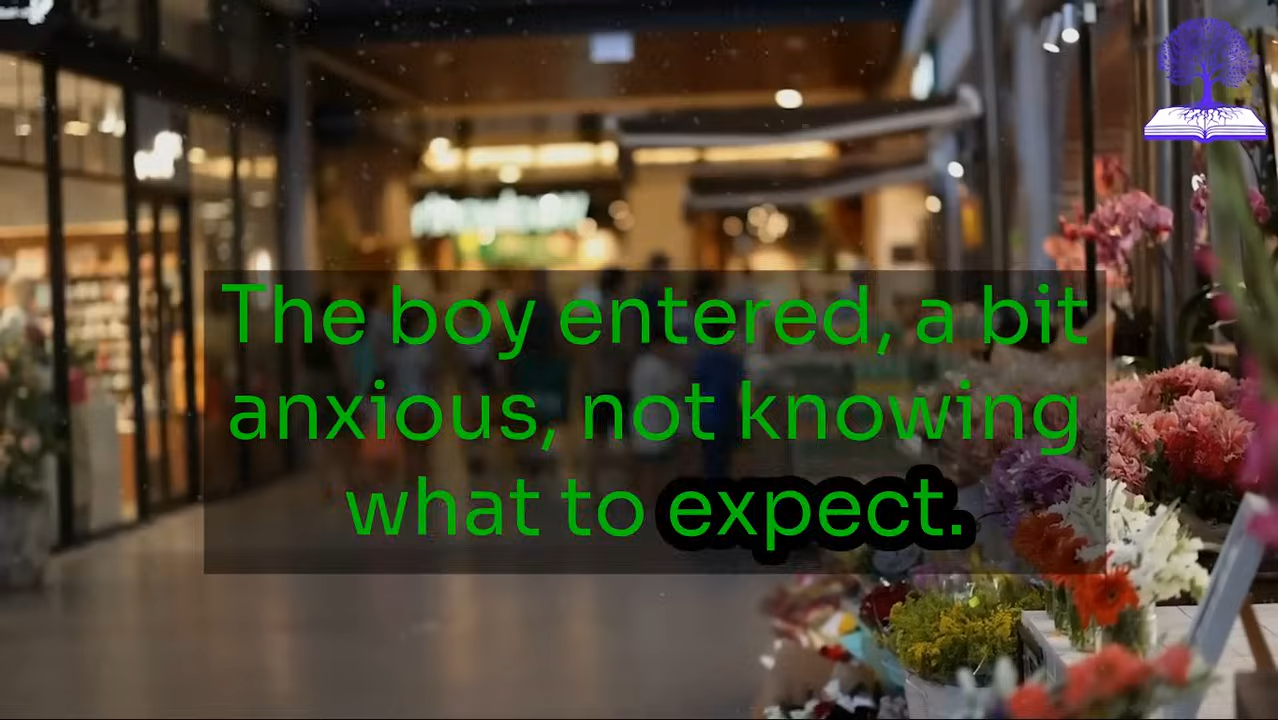 The boy entered, a bit
anxious, not knowing
what to expect.